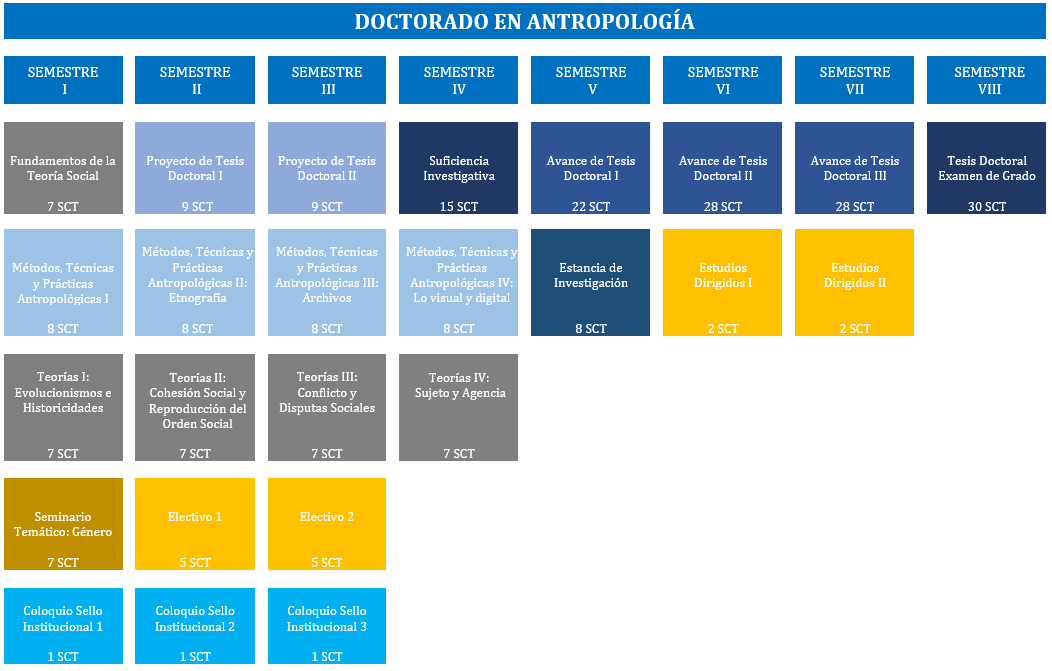 DOCTORADO EN ANTROPOLOGÍA
SEMESTRE
I
SEMESTRE
II
SEMESTRE
III
SEMESTRE
IV
SEMESTRE
V
SEMESTRE
VI
SEMESTRE
VII
SEMESTRE
VIII
Fundamentos de la
Teoría Social
7 SCT
Proyecto de Tesis
Doctoral I
9 SCT
Proyecto de Tesis
Doctoral II
9 SCT
Suficiencia
Investigativa
15 SCT
Avance de Tesis
Doctoral I
22 SCT
Avance de Tesis
Doctoral II
28 SCT
Avance de Tesis
Doctoral III
28 SCT
Tesis Doctoral
Examen de Grado
30 SCT
Métodos, Técnicas
y Prácticas
Antropológicas I
8 SCT
Métodos, Técnicas y
Prácticas
Antropológicas II:
Etnografía
8 SCT
Métodos, Técnicas
y Prácticas
Antropológicas III:
Archivos
8 SCT
Métodos, Técnicas y
Prácticas
Antropológicas IV:
Lo visual y digital
8 SCT
Estancia de
Investigación
8 SCT
Estudios
Dirigidos I
2 SCT
Estudios
Dirigidos II
2 SCT
Teorías I:
Evolucionismos e
Historicidades
7 SCT
Teorías II:
Cohesión Social y
Reproducción del
Orden Social
7 SCT
Teorías III:
Conflicto y
Disputas Sociales
7 SCT
Teorías IV:
Sujeto y Agencia
7 SCT
Seminario
Temático: Género
7 SCT
Electivo 1
5 SCT
Electivo 2
5 SCT
Coloquio Sello
Institucional 1
1 SCT
Coloquio Sello
Institucional 2
1 SCT
Coloquio Sello
Institucional 3
1 SCT